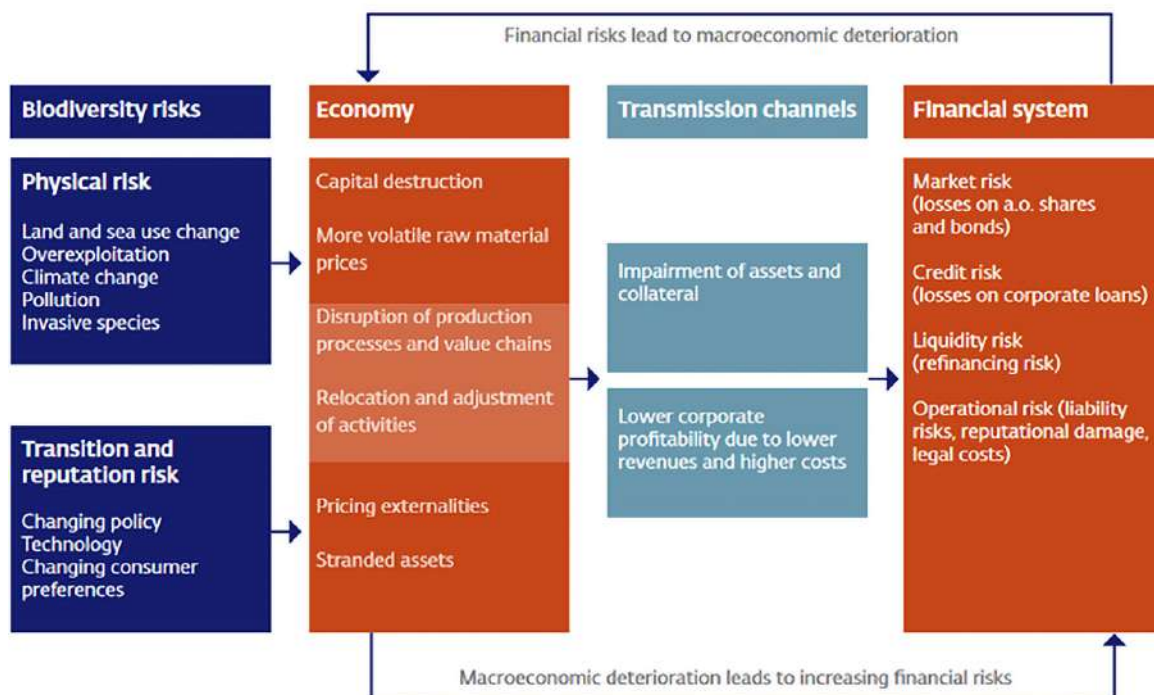 Financial risks lead to macroeconomic deterioration
Biodiversity risks
Physical risk
Land and sea use change
Overexploitation
Climate change
Pollution
Invasive species
Transition and
reputation risk
Changing policy
Technology
Changing consumer
preferences
Economy
Capital destruction
More volatile raw material
prices
Disruption of production
processes and value chains
Relocation and adjustment
of activities
Pricing externalities
Stranded assets
Transmission channels
Impairment of assets and
collateral
Lower corporate
profitability due to lower
revenues and higher costs
Financial system
Market risk
(losses on a.o. shares
and bonds)
Credit risk
(losses on corporate loans)
Liquidity risk
(refinancing risk)
Operational risk (liability
risks, reputational damage,
legal costs)
Macroeconomic deterioration leads to increasing financial risks